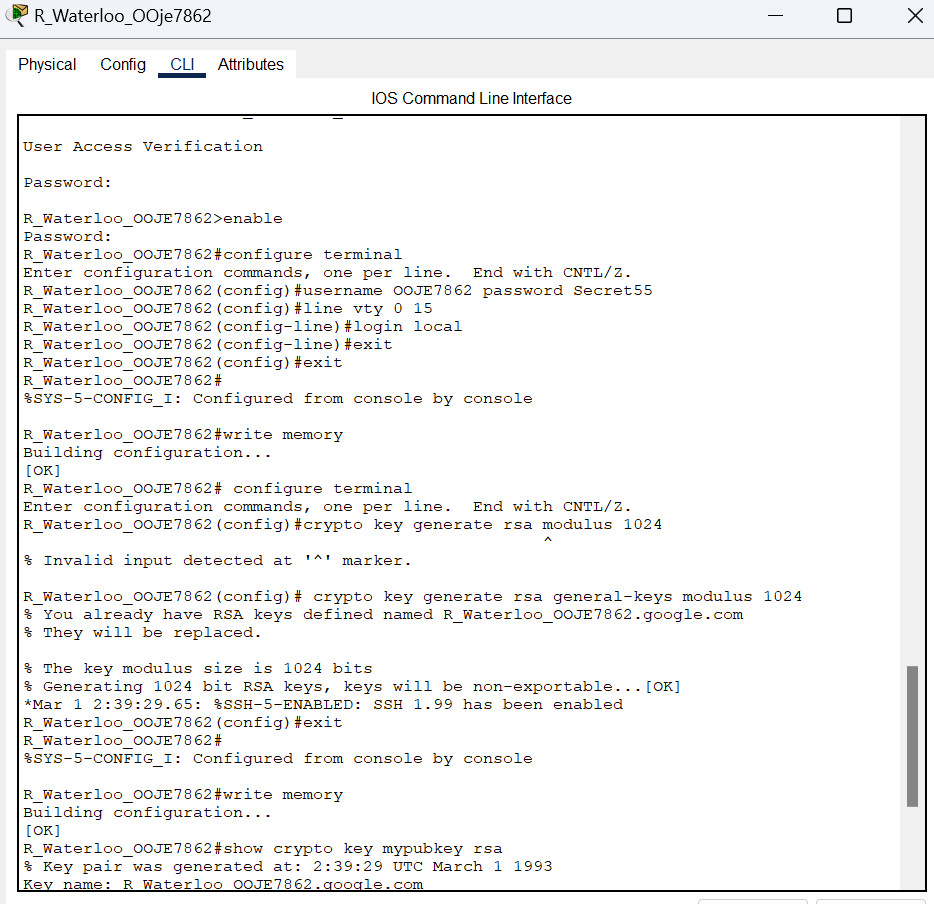 R_Waterloo_OOje7862
Physical Config CLI Attributes
IOS Command Line Interface
User Access Verification
Password:
R_Waterloo_OOJE7862>enable
Password:
R_Waterloo_OOJE7862#configure terminal
Enter configuration commands, one per line.  End with CNTL/Z.
R_Waterloo_OOJE7862(config)#username OOJE7862 password Secret55
R_Waterloo_OOJE7862(config)#line vty 0 15
R_Waterloo_OOJE7862(config-line)#login local
R_Waterloo_OOJE7862(config-line)#exit
R_Waterloo_OOJE7862(config)#exit
R_Waterloo_OOJE7862#
%SYS-5-CONFIG_I: Configured from console by console
R_Waterloo_OOJE7862#write memory
Building configuration...
[OK]
R_Waterloo_OOJE7862# configure terminal
Enter configuration commands, one per line.  End with CNTL/Z.
R_Waterloo_OOJE7862(config)#crypto key generate rsa modulus 1024
^
% Invalid input detected at '^' marker.
R_Waterloo_OOJE7862(config)# crypto key generate rsa general-keys modulus 1024
% You already have RSA keys defined named R_Waterloo_OOJE7862.google.com
% They will be replaced.
% The key modulus size is 1024 bits
% Generating 1024 bit RSA keys, keys will be non-exportable...[OK]
*Mar 1 2:39:29.65: %SSH-5-ENABLED: SSH 1.99 has been enabled
R_Waterloo_OOJE7862(config)#exit
R_Waterloo_OOJE7862#
%SYS-5-CONFIG_I: Configured from console by console
R_Waterloo_OOJE7862#write memory
Building configuration...
[OK]
R_Waterloo_OOJE7862#show crypto key mypubkey rsa
% Key pair was generated at: 2:39:29 UTC March 1 1993
Key name: R_Waterloo_OOJE7862.google.com